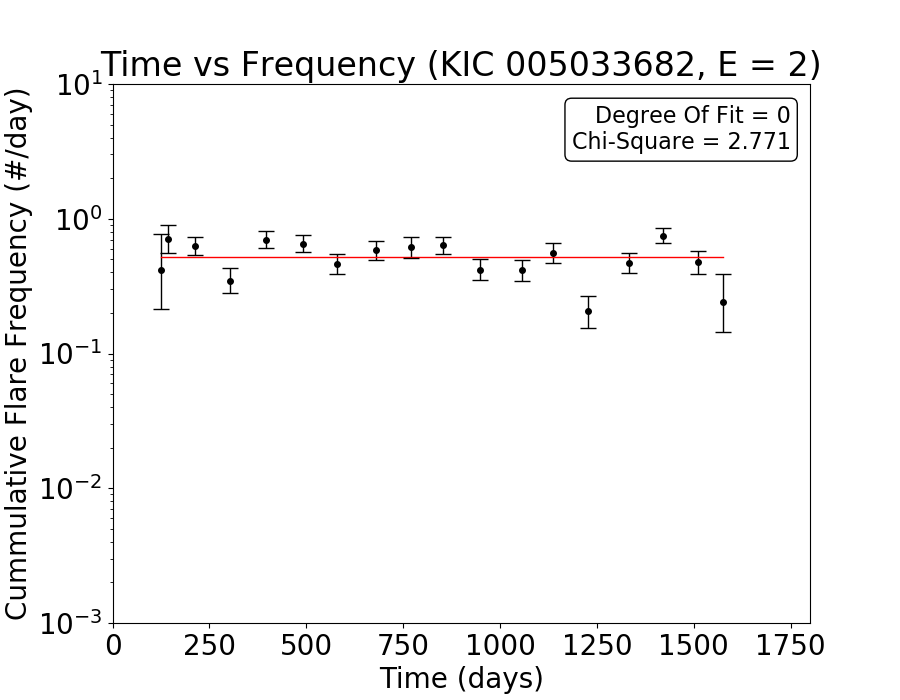 Time vs Frequency (KIC 005033682, E = 2)
Degree Of Fit = 0
Chi-Square = 2.771
Cummulative Flare Frequency (#/day)
10¹
10⁰
10⁻¹
10⁻²
10⁻³
0 250 500 750 1000 1250 1500 1750
Time (days)